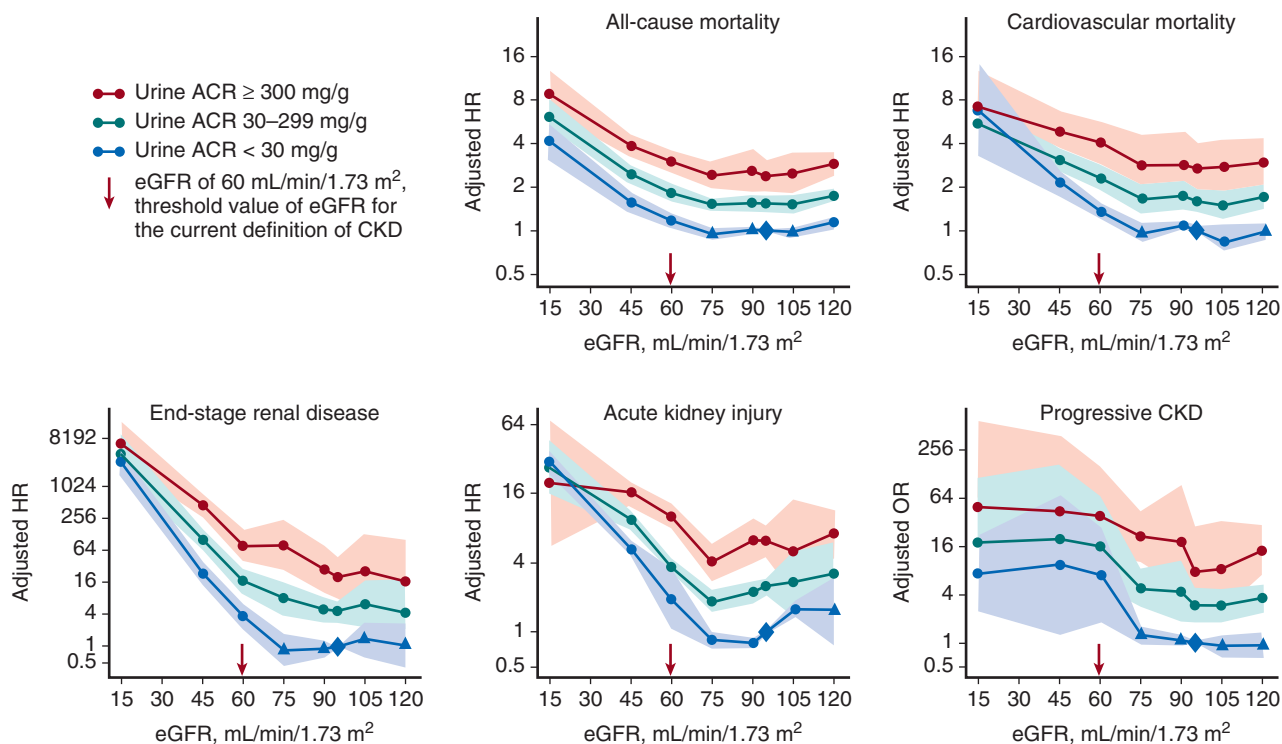 Urine ACR ≥ 300 mg/g
Urine ACR 30–299 mg/g
Urine ACR < 30 mg/g
eGFR of 60 mL/min/1.73 m²,
threshold value of eGFR for
the current definition of CKD
All-cause mortality
Adjusted HR
16
8
4
2
1
0.5
15 30 45 60 75 90 105 120
eGFR, mL/min/1.73 m²
Cardiovascular mortality
Adjusted HR
16
8
4
2
1
0.5
15 30 45 60 75 90 105 120
eGFR, mL/min/1.73 m²
End-stage renal disease
Adjusted HR
8192
1024
256
64
16
4
1
0.5
15 45 60 75 90 105 120
eGFR, mL/min/1.73 m²
Acute kidney injury
Adjusted HR
64
16
4
1
0.5
15 30 45 60 75 90 105 120
eGFR, mL/min/1.73 m²
Progressive CKD
Adjusted OR
256
64
16
4
1
0.5
15 30 45 60 75 90 105 120
eGFR, mL/min/1.73 m²